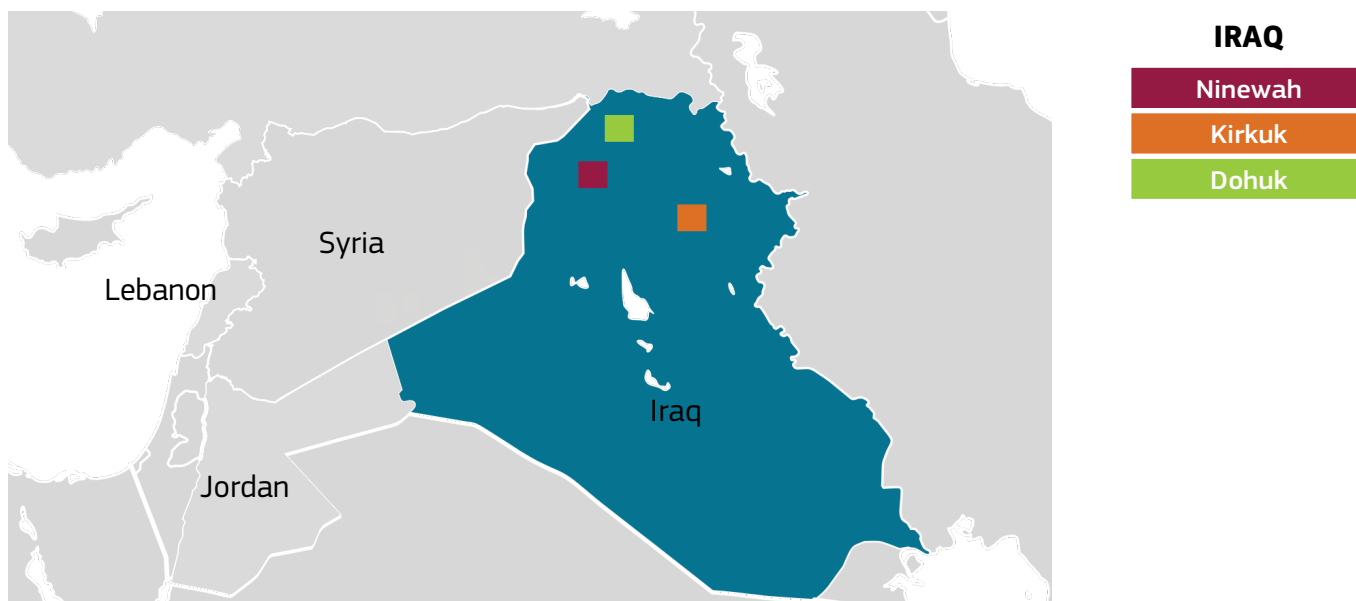 IRAQ
Ninewah
Kirkuk
Dohuk
Syria
Lebanon
Iraq
Jordan